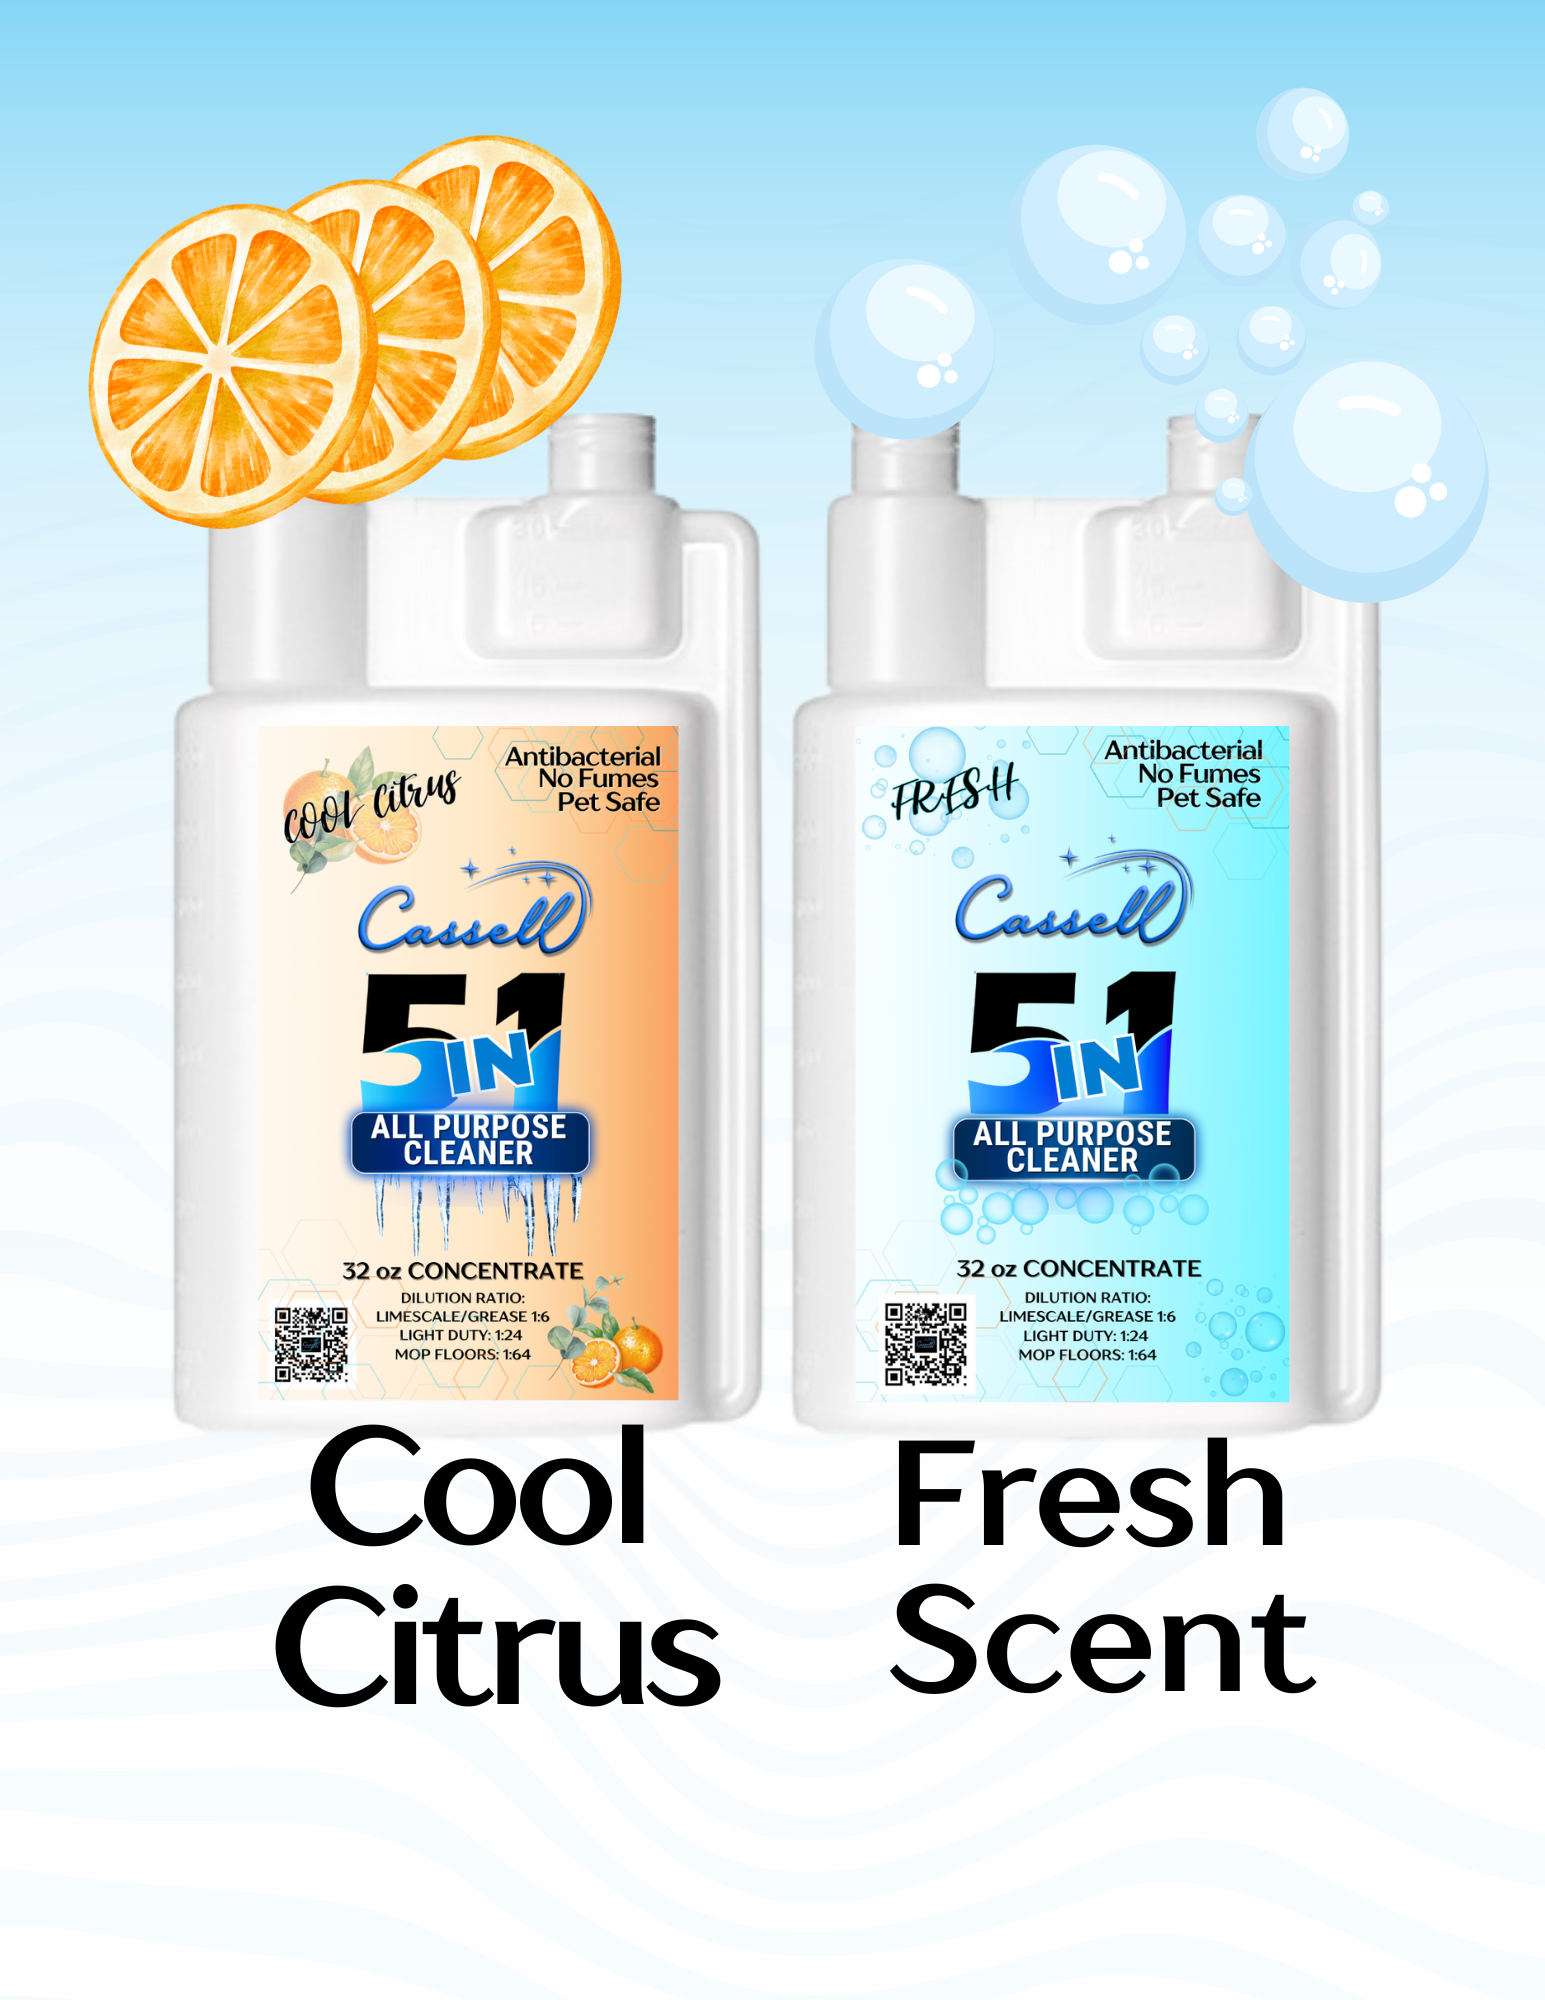 COOL Citrus
Antibacterial
No Fumes
Pet Safe
Cassell
5 IN 1
ALL PURPOSE
CLEANER
32 oz CONCENTRATE
DILUTION RATIO:
LIMESCALE/GREASE 1:6
LIGHT DUTY: 1:24
MOP FLOORS: 1:64
FRESH
Antibacterial
No Fumes
Pet Safe
Cassell
5 IN 1
ALL PURPOSE
CLEANER
32 oz CONCENTRATE
DILUTION RATIO:
LIMESCALE/GREASE 1:6
LIGHT DUTY: 1:24
MOP FLOORS: 1:64
Cool
Citrus
Fresh
Scent